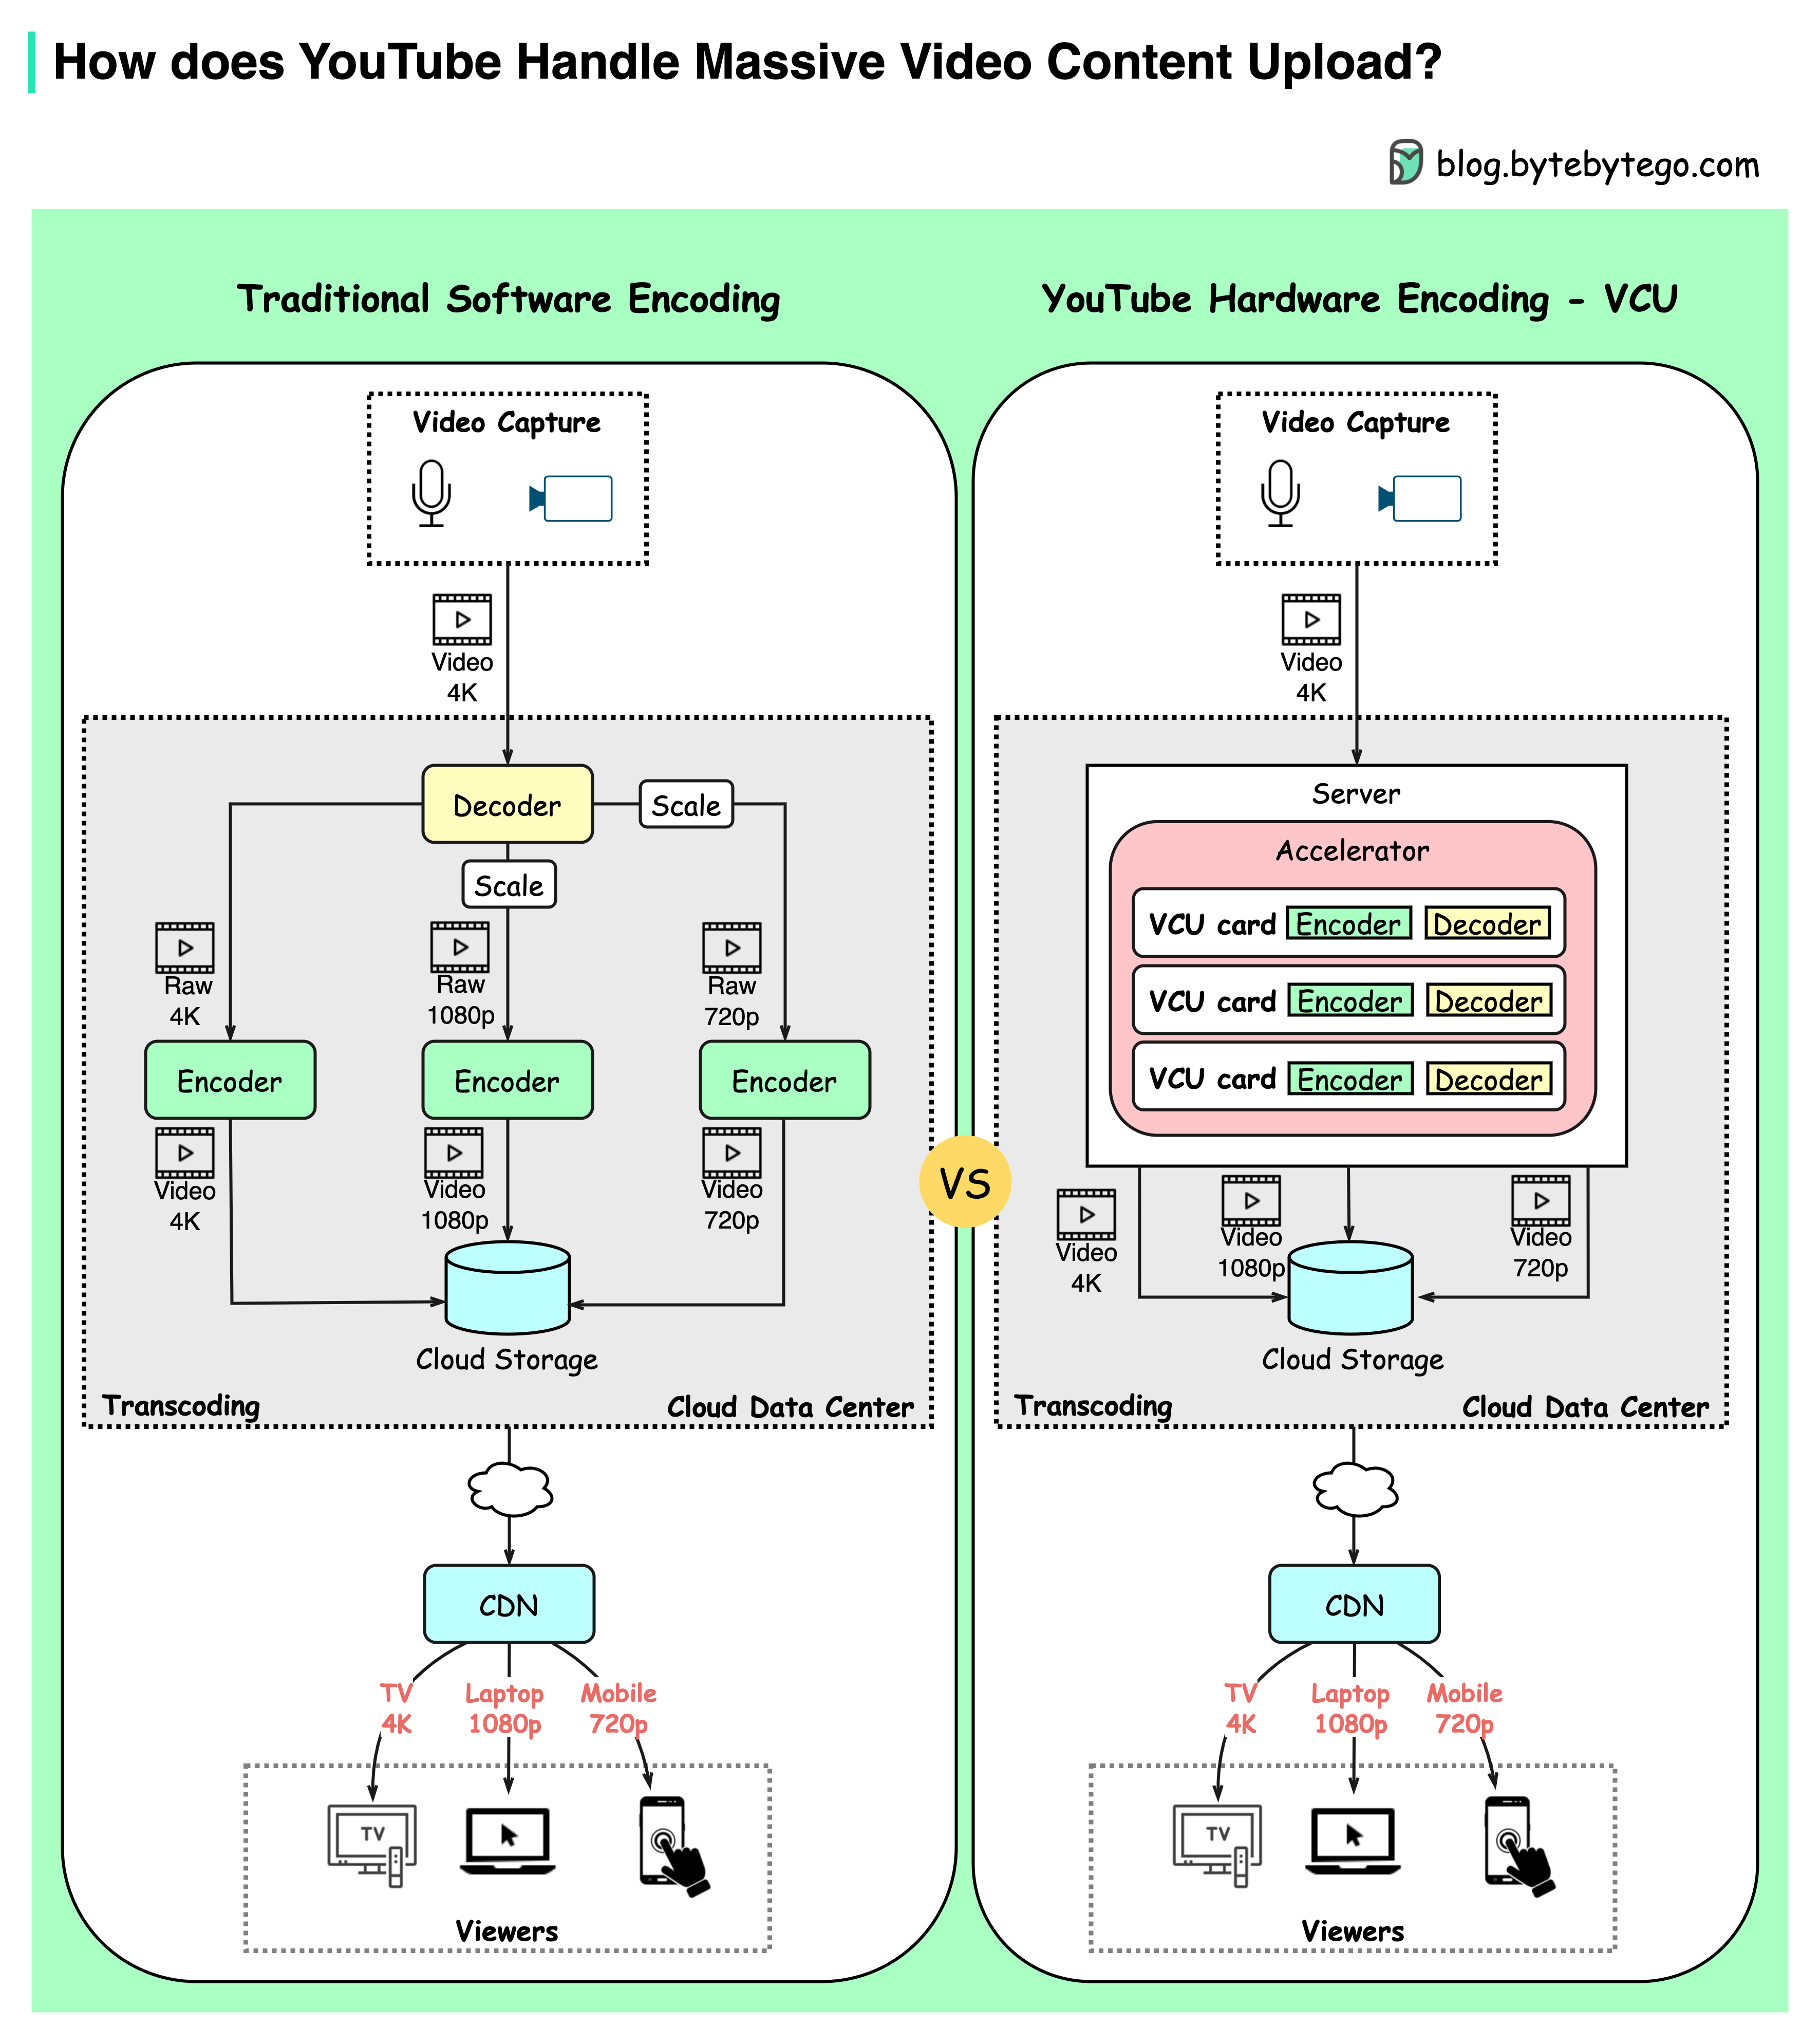 How does YouTube Handle Massive Video Content Upload?
blog.bytebytego.com
Traditional Software Encoding
Video Capture
Video
4K
Decoder
Scale
Scale
Raw
4K
Raw
1080p
Raw
720p
Encoder
Encoder
Encoder
Video
4K
Video
1080p
Video
720p
Cloud Storage
Transcoding
Cloud Data Center
CDN
TV
4K
Laptop
1080p
Mobile
720p
TV
Viewers
VS
YouTube Hardware Encoding - VCU
Video Capture
Video
4K
Server
Accelerator
VCU card Encoder Decoder
VCU card Encoder Decoder
VCU card Encoder Decoder
Video
4K
Video
1080p
Video
720p
Cloud Storage
Transcoding
Cloud Data Center
CDN
TV
4K
Laptop
1080p
Mobile
720p
TV
Viewers